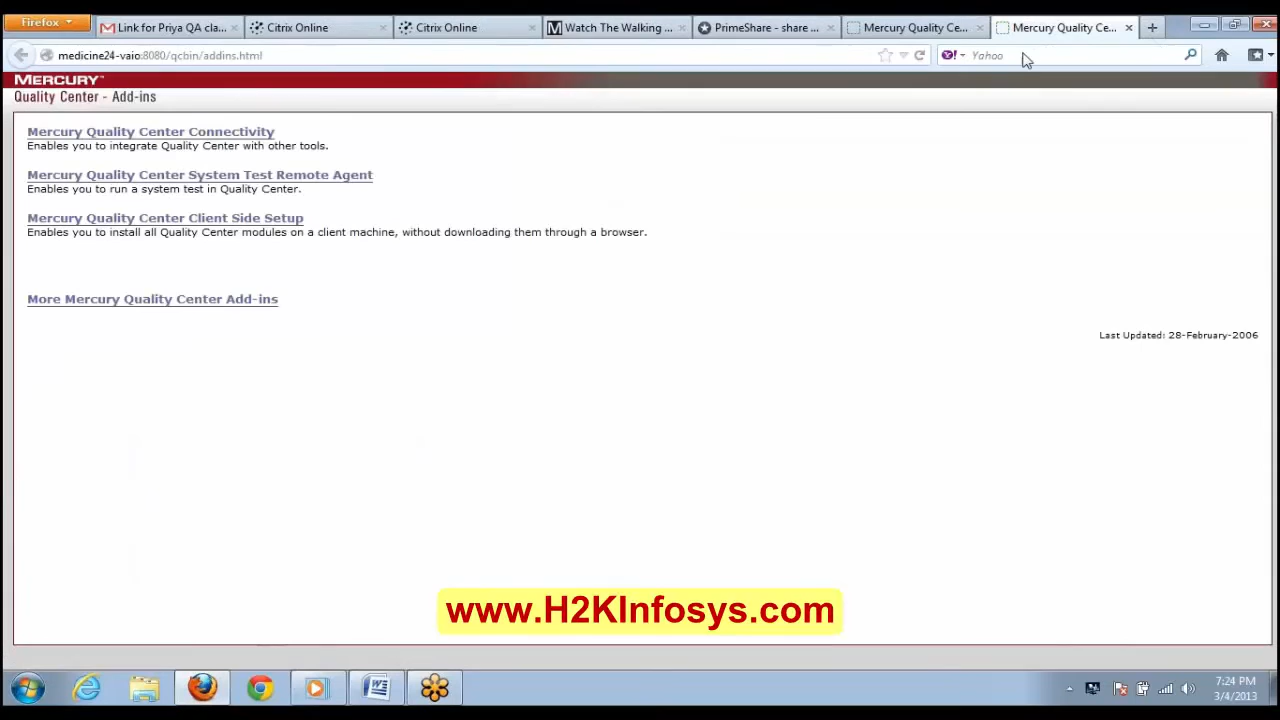 Firefox
Link for Priya QA cla...
Citrix Online
Citrix Online
Watch The Walking ...
PrimeShare - share ...
Mercury Quality Ce...
Mercury Quality Ce...
medicine24-vaio:8080/qcbin/addins.html
Yahoo
MERCURY™
Quality Center - Add-ins
Mercury Quality Center Connectivity
Enables you to integrate Quality Center with other tools.
Mercury Quality Center System Test Remote Agent
Enables you to run a system test in Quality Center.
Mercury Quality Center Client Side Setup
Enables you to install all Quality Center modules on a client machine, without downloading them through a browser.
More Mercury Quality Center Add-ins
Last Updated: 28-February-2006
www.H2KInfosys.com
7:24 PM
3/4/2013